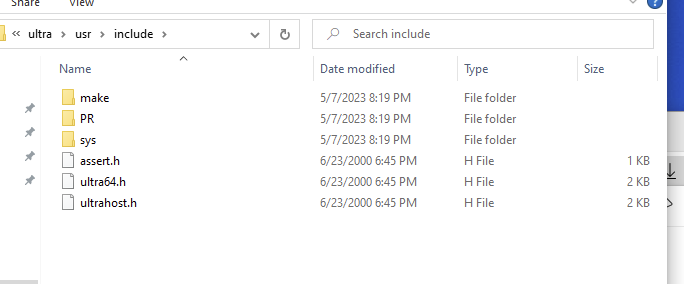 Share View
« ultra › usr › include ›
Search include
Name Date modified Type Size
make 5/7/2023 8:19 PM File folder
PR 5/7/2023 8:19 PM File folder
sys 5/7/2023 8:19 PM File folder
assert.h 6/23/2000 6:45 PM H File 1 KB
ultra64.h 6/23/2000 6:45 PM H File 2 KB
ultrahost.h 6/23/2000 6:45 PM H File 2 KB